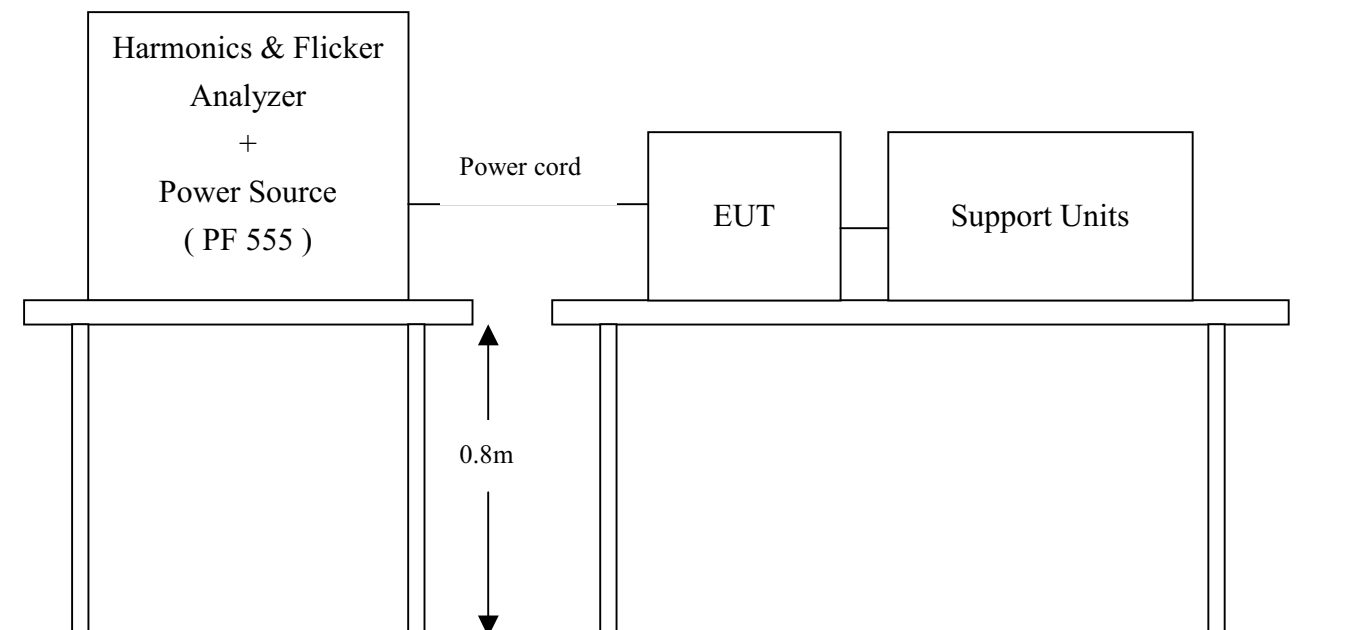 Harmonics & Flicker
Analyzer
+
Power Source
( PF 555 )
Power cord
EUT
Support Units
0.8m